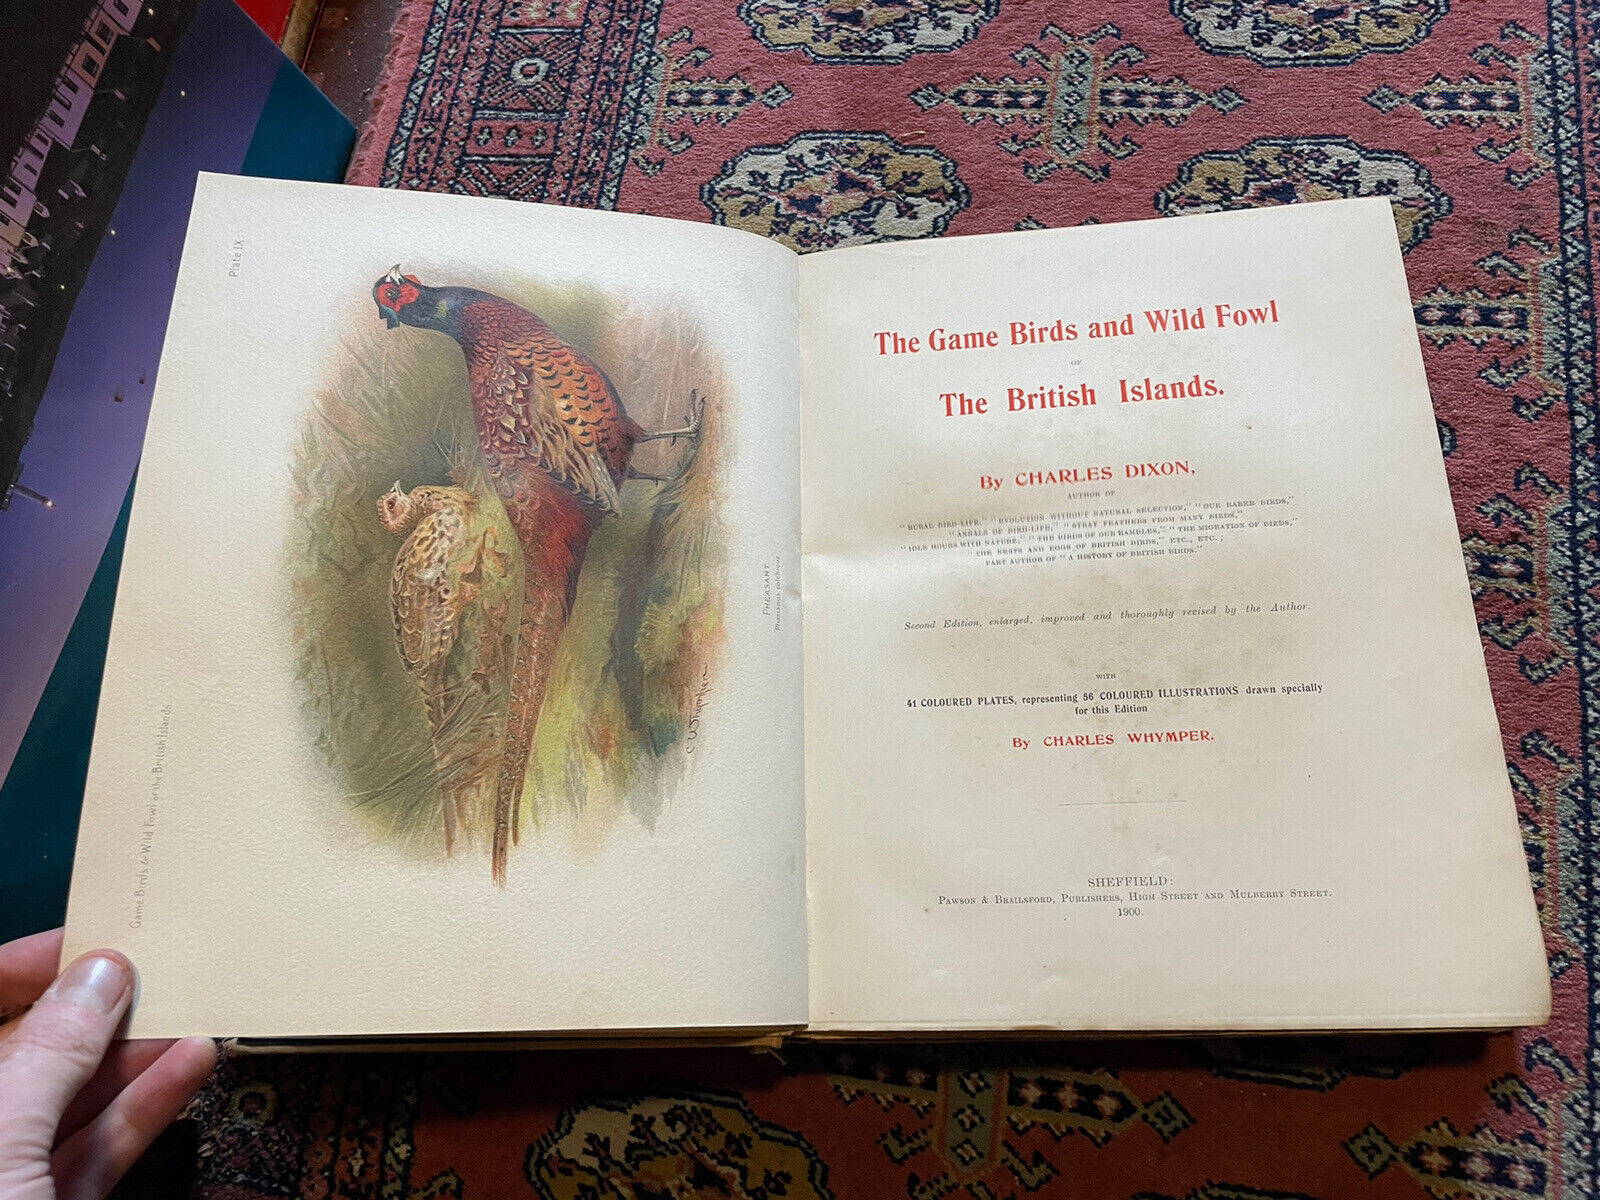 Plate IX.
Game Birds & Wild Fowl of the British Islands.
PHEASANT
Phasianus colchicus
C Whymper
The Game Birds and Wild Fowl
OF
The British Islands.
By CHARLES DIXON,
AUTHOR OF
"RURAL BIRD-LIFE," "EVOLUTION WITHOUT NATURAL SELECTION," "OUR RARER BIRDS,"
"ANNALS OF BIRD-LIFE," "STRAY FEATHERS FROM MANY BIRDS,"
"IDLE HOURS WITH NATURE," "THE BIRDS OF OUR RAMBLES," "THE MIGRATION OF BIRDS,"
"THE NESTS AND EGGS OF BRITISH BIRDS," ETC., ETC.;
PART AUTHOR OF "A HISTORY OF BRITISH BIRDS."
Second Edition, enlarged, improved and thoroughly revised by the Author.
WITH
41 COLOURED PLATES, representing 56 COLOURED ILLUSTRATIONS drawn specially
for this Edition
By CHARLES WHYMPER.
SHEFFIELD:
PAWSON & BRAILSFORD, PUBLISHERS, HIGH STREET AND MULBERRY STREET.
1900.